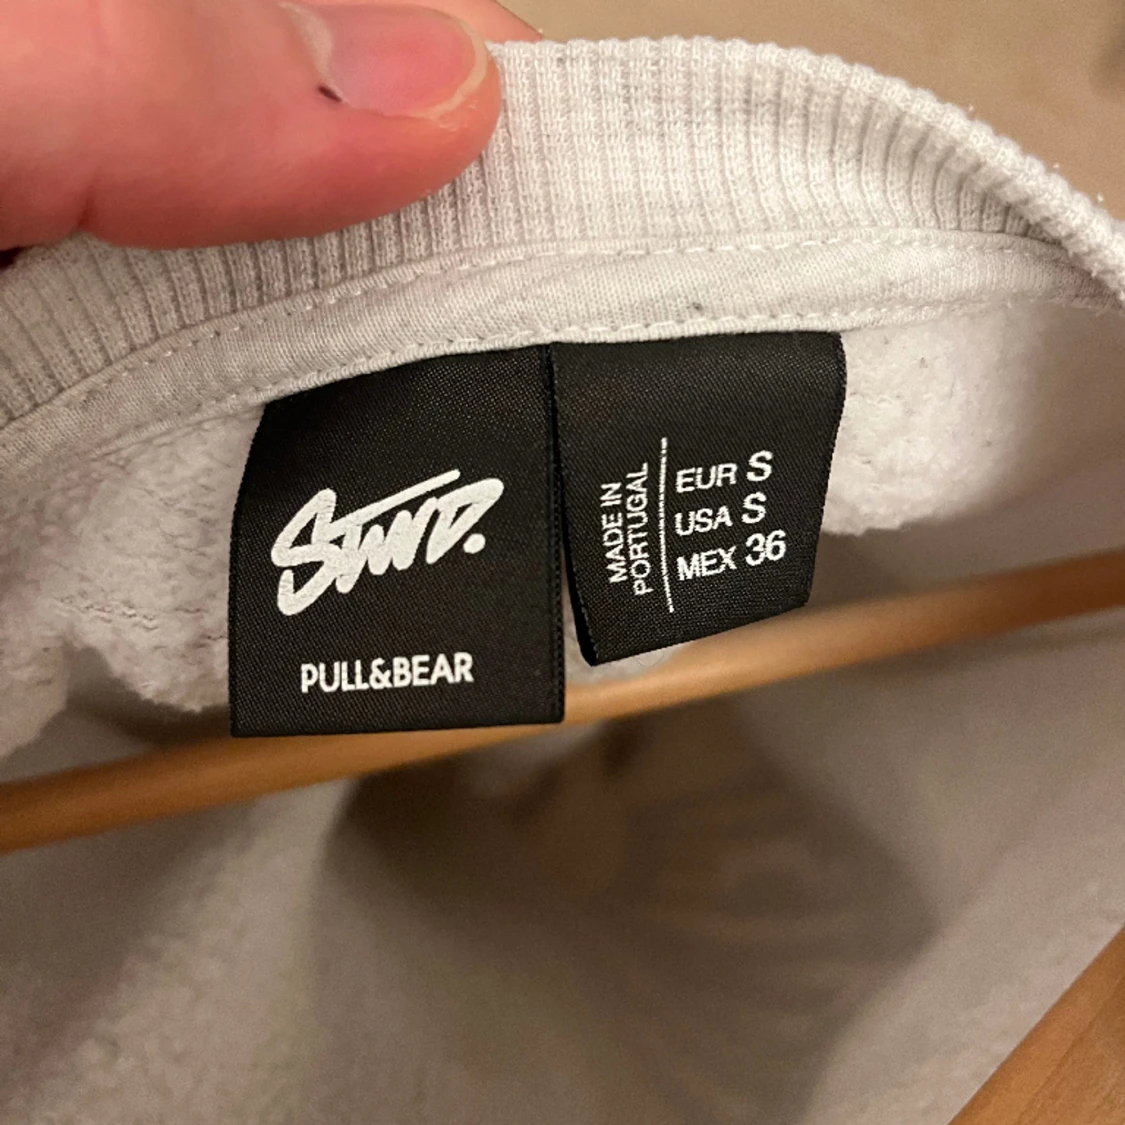 STWD.
PULL&BEAR
MADE IN
PORTUGAL
EUR S
USA S
MEX 36